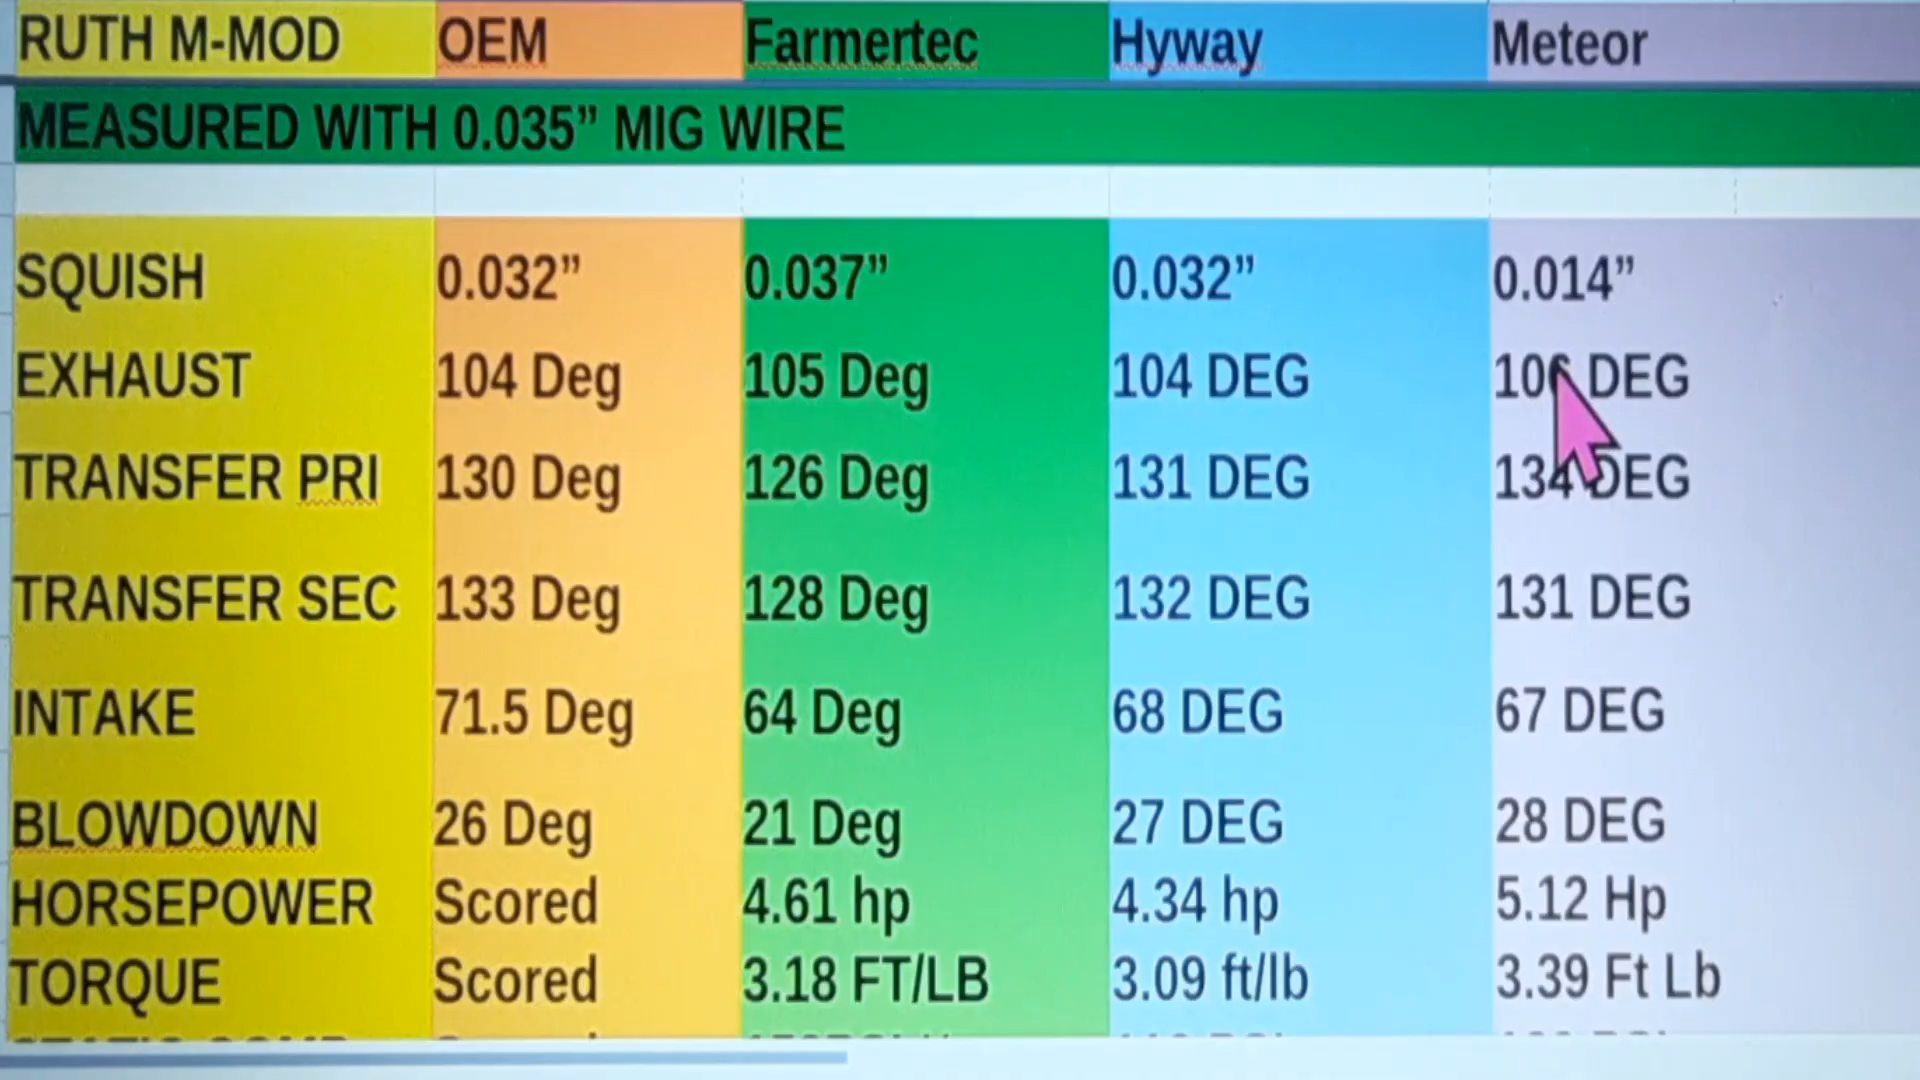 RUTH M-MOD OEM Farmertec Hyway Meteor
MEASURED WITH 0.035” MIG WIRE
SQUISH 0.032” 0.037” 0.032” 0.014”
EXHAUST 104 Deg 105 Deg 104 DEG 106 DEG
TRANSFER PRI 130 Deg 126 Deg 131 DEG 134 DEG
TRANSFER SEC 133 Deg 128 Deg 132 DEG 131 DEG
INTAKE 71.5 Deg 64 Deg 68 DEG 67 DEG
BLOWDOWN 26 Deg 21 Deg 27 DEG 28 DEG
HORSEPOWER Scored 4.61 hp 4.34 hp 5.12 Hp
TORQUE Scored 3.18 FT/LB 3.09 ft/lb 3.39 Ft Lb